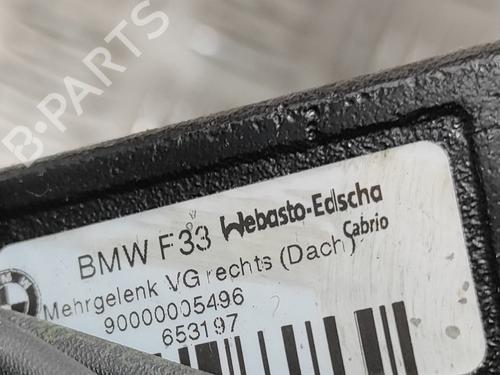 B-PARTS
BMW F33 Webasto-Edscha
Cabrio
Mehrgelenk VG rechts (Dach)
90000005496
653197